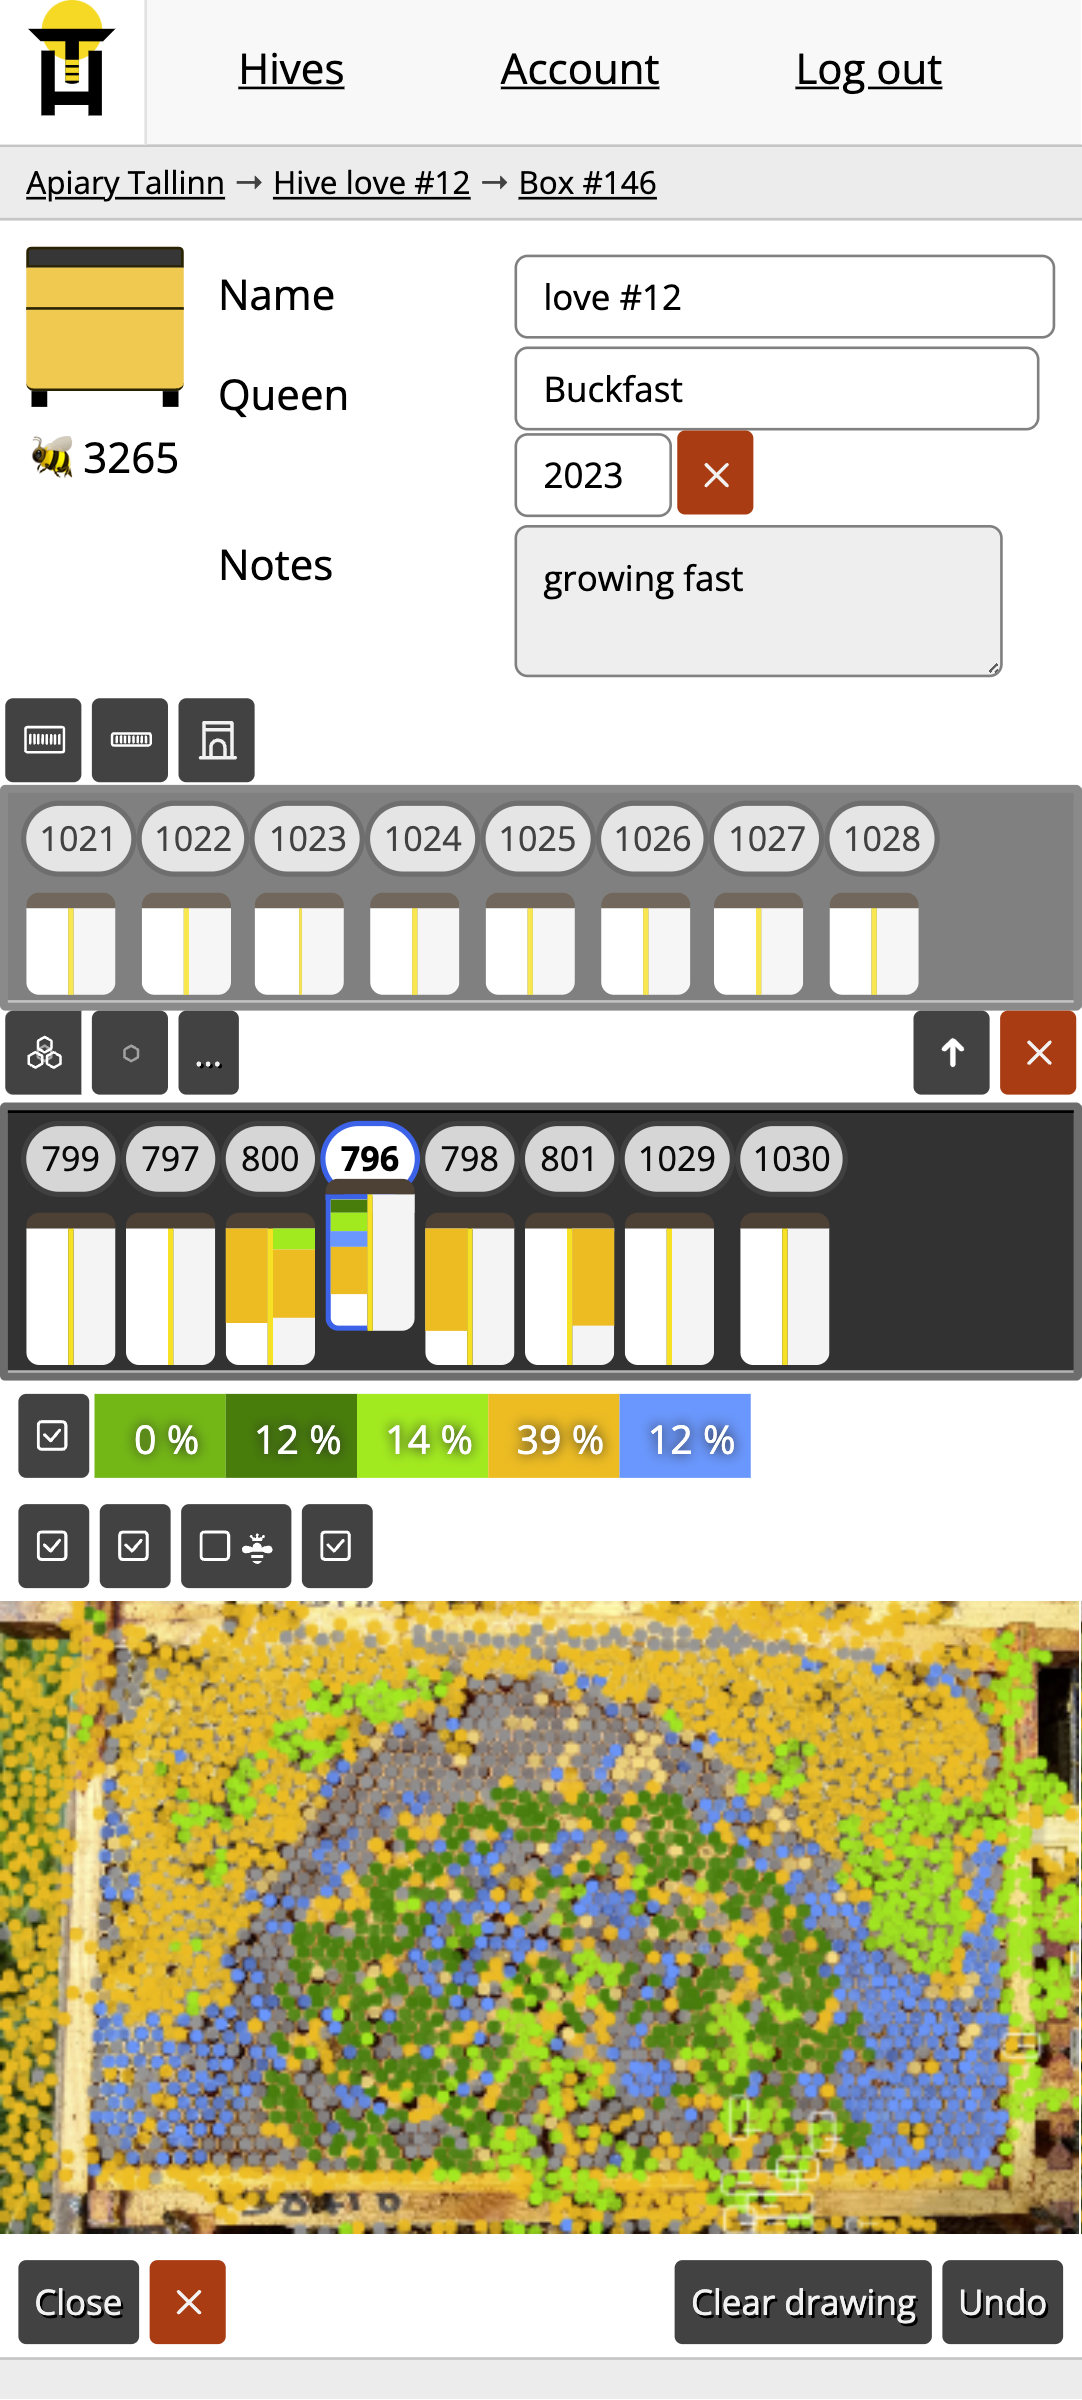 Hives Account Log out
Apiary Tallinn → Hive love #12 → Box #146
Name love #12
Queen Buckfast
3265
2023
Notes growing fast
1021 1022 1023 1024 1025 1026 1027 1028
...
799 797 800 796 798 801 1029 1030
0 % 12 % 14 % 39 % 12 %
Close Clear drawing Undo